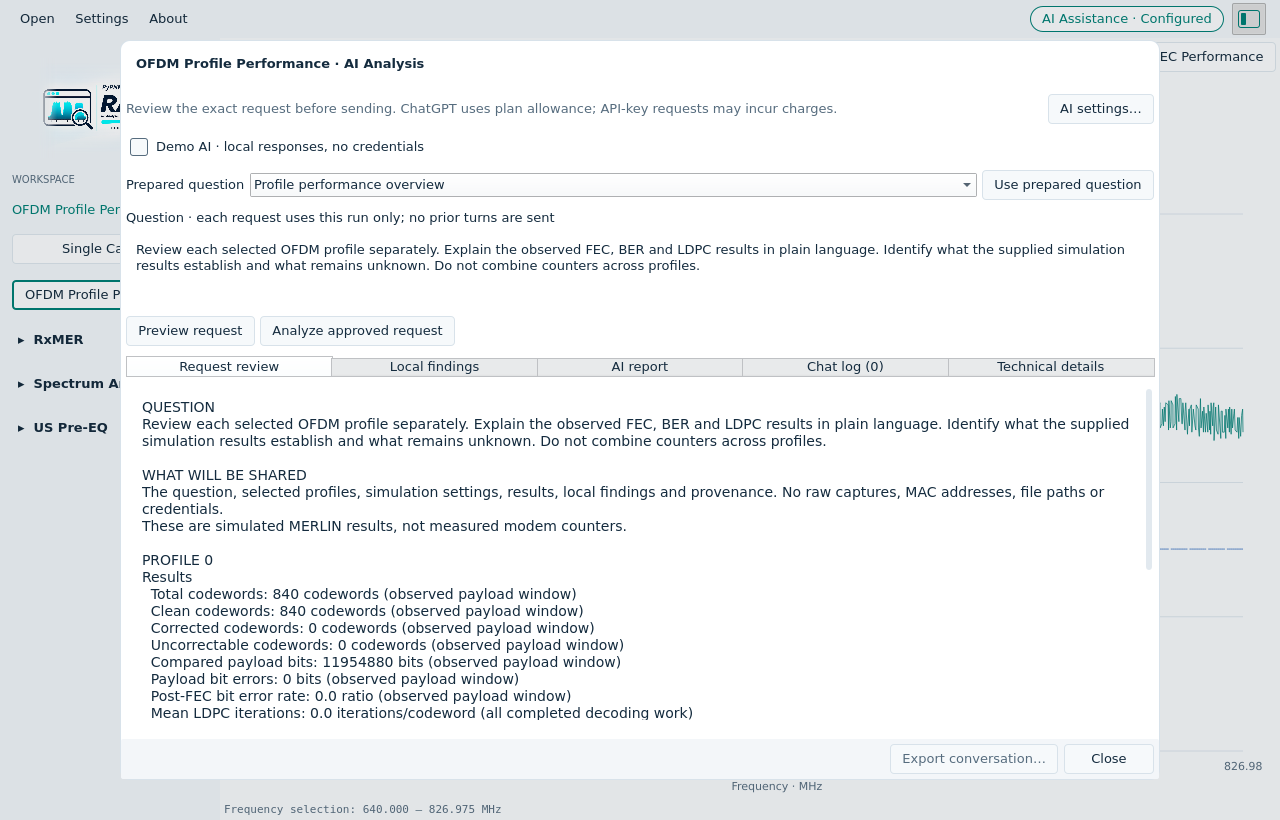 Open Settings About
AI Assistance · Configured
EC Performance
OFDM Profile Performance · AI Analysis
Review the exact request before sending. ChatGPT uses plan allowance; API-key requests may incur charges.
AI settings...
Demo AI · local responses, no credentials
Prepared question Profile performance overview Use prepared question
Question · each request uses this run only; no prior turns are sent
Review each selected OFDM profile separately. Explain the observed FEC, BER and LDPC results in plain language. Identify what the supplied simulation
results establish and what remains unknown. Do not combine counters across profiles.
Preview request Analyze approved request
Request review Local findings AI report Chat log (0) Technical details
QUESTION
Review each selected OFDM profile separately. Explain the observed FEC, BER and LDPC results in plain language. Identify what the supplied
simulation results establish and what remains unknown. Do not combine counters across profiles.
WHAT WILL BE SHARED
The question, selected profiles, simulation settings, results, local findings and provenance. No raw captures, MAC addresses, file paths or
credentials.
These are simulated MERLIN results, not measured modem counters.
PROFILE 0
Results
Total codewords: 840 codewords (observed payload window)
Clean codewords: 840 codewords (observed payload window)
Corrected codewords: 0 codewords (observed payload window)
Uncorrectable codewords: 0 codewords (observed payload window)
Compared payload bits: 11954880 bits (observed payload window)
Payload bit errors: 0 bits (observed payload window)
Post-FEC bit error rate: 0.0 ratio (observed payload window)
Mean LDPC iterations: 0.0 iterations/codeword (all completed decoding work)
Export conversation... Close
WORKSPACE
OFDM Profile Per
Single Ca
OFDM Profile P
▸ RxMER
▸ Spectrum A
▸ US Pre-EQ
826.98
Frequency · MHz
Frequency selection: 640.000 – 826.975 MHz